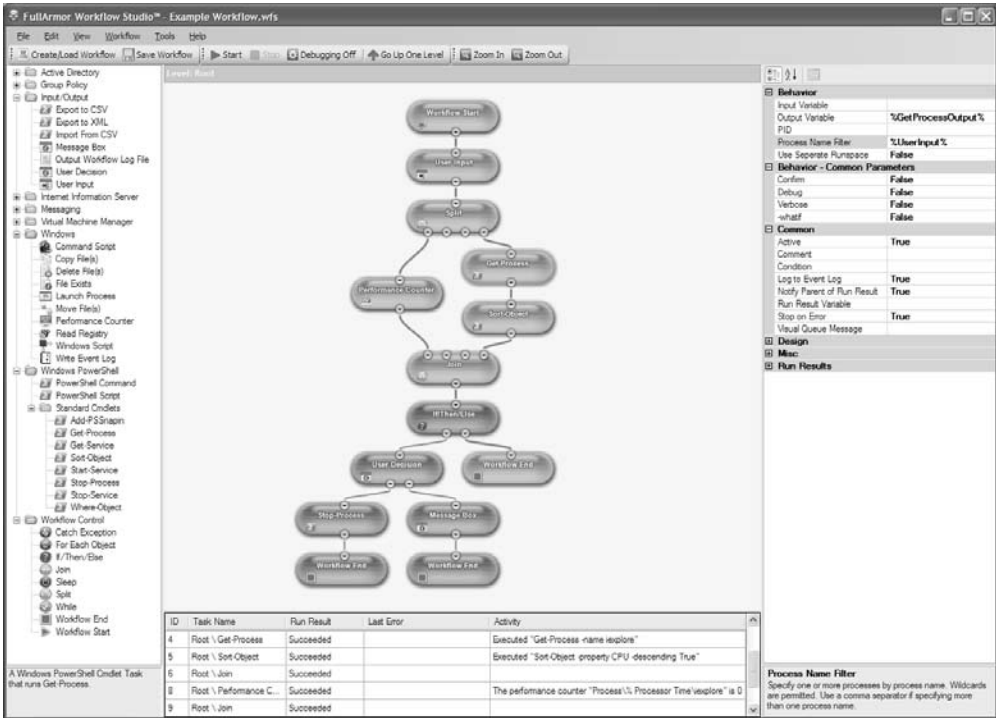 FullArmor Workflow Studio™ - Example Workflow.wfs
File Edit View Workflow Tools Help
Create/Load Workflow Save Workflow Start Stop Debugging Off Go Up One Level Zoom In Zoom Out
Active Directory
Group Policy
Input/Output
Export to CSV
Export to XML
Import From CSV
Message Box
Output Workflow Log File
User Decision
User Input
Internet Information Server
Messaging
Virtual Machine Manager
Windows
Command Script
Copy File(s)
Delete File(s)
File Exists
Launch Process
Move File(s)
Performance Counter
Read Registry
Windows Script
Write Event Log
Windows PowerShell
PowerShell Command
PowerShell Script
Standard Cmdlets
Add-PSSnapin
Get-Process
Get-Service
Sort-Object
Start-Service
Stop-Process
Stop-Service
Where-Object
Workflow Control
Catch Exception
For Each Object
If/Then/Else
Join
Sleep
Split
While
Workflow End
Workflow Start
A Windows PowerShell Cmdlet Task
that runs Get-Process.
Level: Root
Workflow Start
User Input
Split
Get-Process
Performance Counter
Sort-Object
Join
If/Then/Else
User Decision
Workflow End
Stop-Process
Message Box
Workflow End
Workflow End
ID Task Name Run Result Last Error Activity
4 Root \ Get-Process Succeeded Executed "Get-Process -name iexplore"
5 Root \ Sort-Object Succeeded Executed "Sort-Object -property CPU -descending True"
6 Root \ Join Succeeded
8 Root \ Performance C... Succeeded The performance counter "Process\% Processor Time\iexplore" is 0
9 Root \ Join Succeeded
Behavior
Input Variable
Output Variable %GetProcessOutput%
PID
Process Name Filter %UserInput%
Use Seperate Runspace False
Behavior - Common Parameters
Confirm False
Debug False
Verbose False
-whatif False
Common
Active True
Comment
Condition
Log to Event Log True
Notify Parent of Run Result True
Run Result Variable
Stop on Error True
Visual Queue Message
Design
Misc
Run Results
Process Name Filter
Specify one or more processes by process name. Wildcards
are permitted. Use a comma separator if specifying more
than one process name.